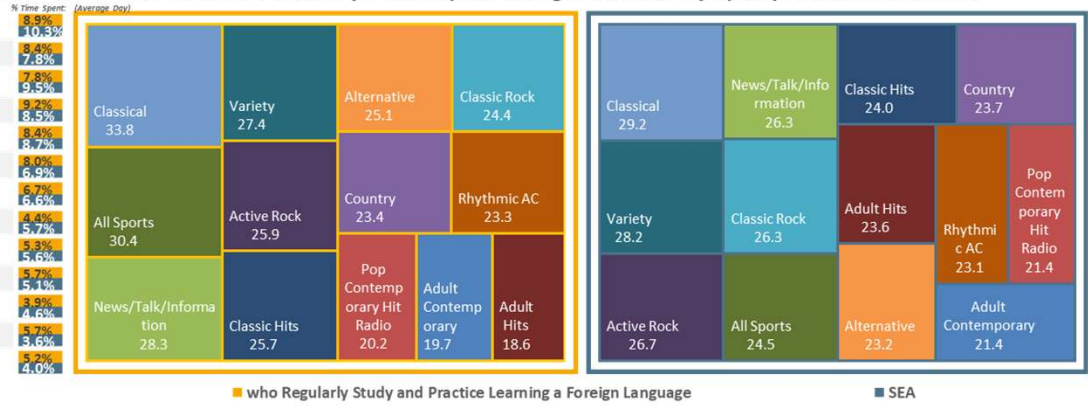 % Time Spent: (Average Day)
8.9%
10.3%
8.4%
7.8%
7.8%
9.5%
9.2%
8.5%
8.4%
8.7%
8.0%
6.9%
6.7%
6.6%
4.4%
5.7%
5.3%
5.6%
5.7%
5.1%
3.9%
4.6%
5.7%
3.6%
5.2%
4.0%
Classical
33.8
All Sports
30.4
News/Talk/Informa
tion
28.3
Variety
27.4
Active Rock
25.9
Classic Hits
25.7
Alternative
25.1
Classic Rock
24.4
Country
23.4
Rhythmic AC
23.3
Pop
Contemp
orary Hit
Radio
20.2
Adult
Contemp
orary
19.7
Adult
Hits
18.6
Classical
29.2
Variety
28.2
Active Rock
26.7
News/Talk/Info
rmation
26.3
Classic Rock
26.3
All Sports
24.5
Classic Hits
24.0
Country
23.7
Adult Hits
23.6
Alternative
23.2
Rhythmi
c AC
23.1
Pop
Contem
porary
Hit
Radio
21.4
Adult
Contemporary
21.4
who Regularly Study and Practice Learning a Foreign Language
SEA